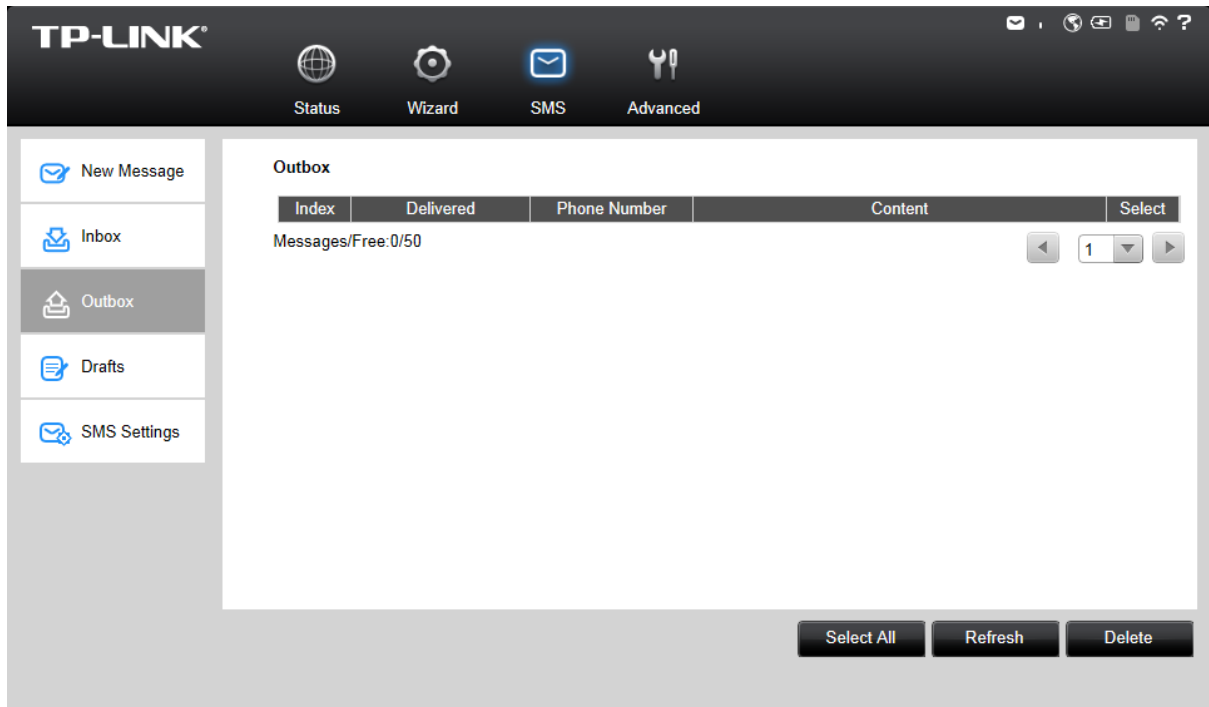 TP-LINK®
?
Status Wizard SMS Advanced
New Message
Inbox
Outbox
Drafts
SMS Settings
Outbox
Index Delivered Phone Number Content Select
Messages/Free:0/50
1
Select All Refresh Delete